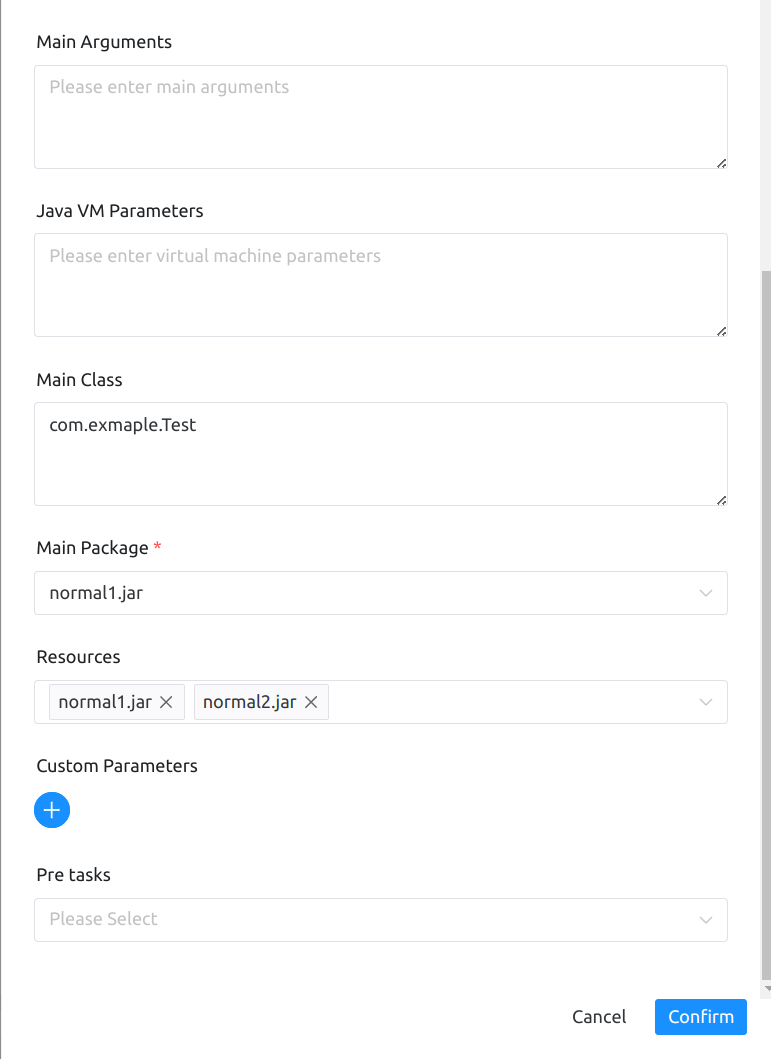 Main Arguments
Please enter main arguments
Java VM Parameters
Please enter virtual machine parameters
Main Class
com.exmaple.Test
Main Package *
normal1.jar
Resources
normal1.jar normal2.jar
Custom Parameters
Pre tasks
Please Select
Cancel Confirm